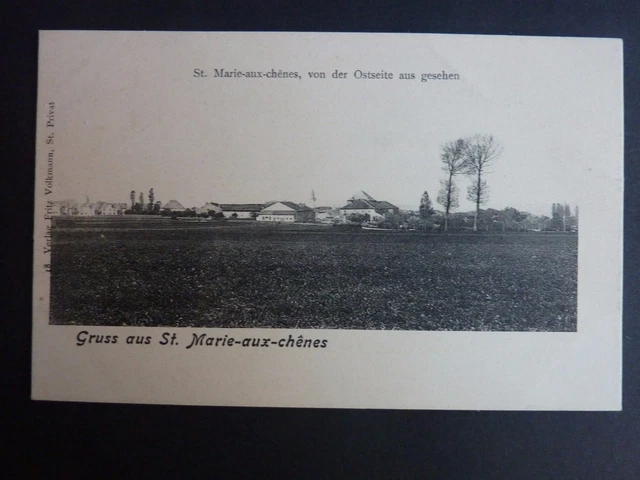 St. Marie-aux-chênes, von der Ostseite aus gesehen
18 Verlag Fritz Volkmann, St. Privat
Gruss aus St. Marie-aux-chênes